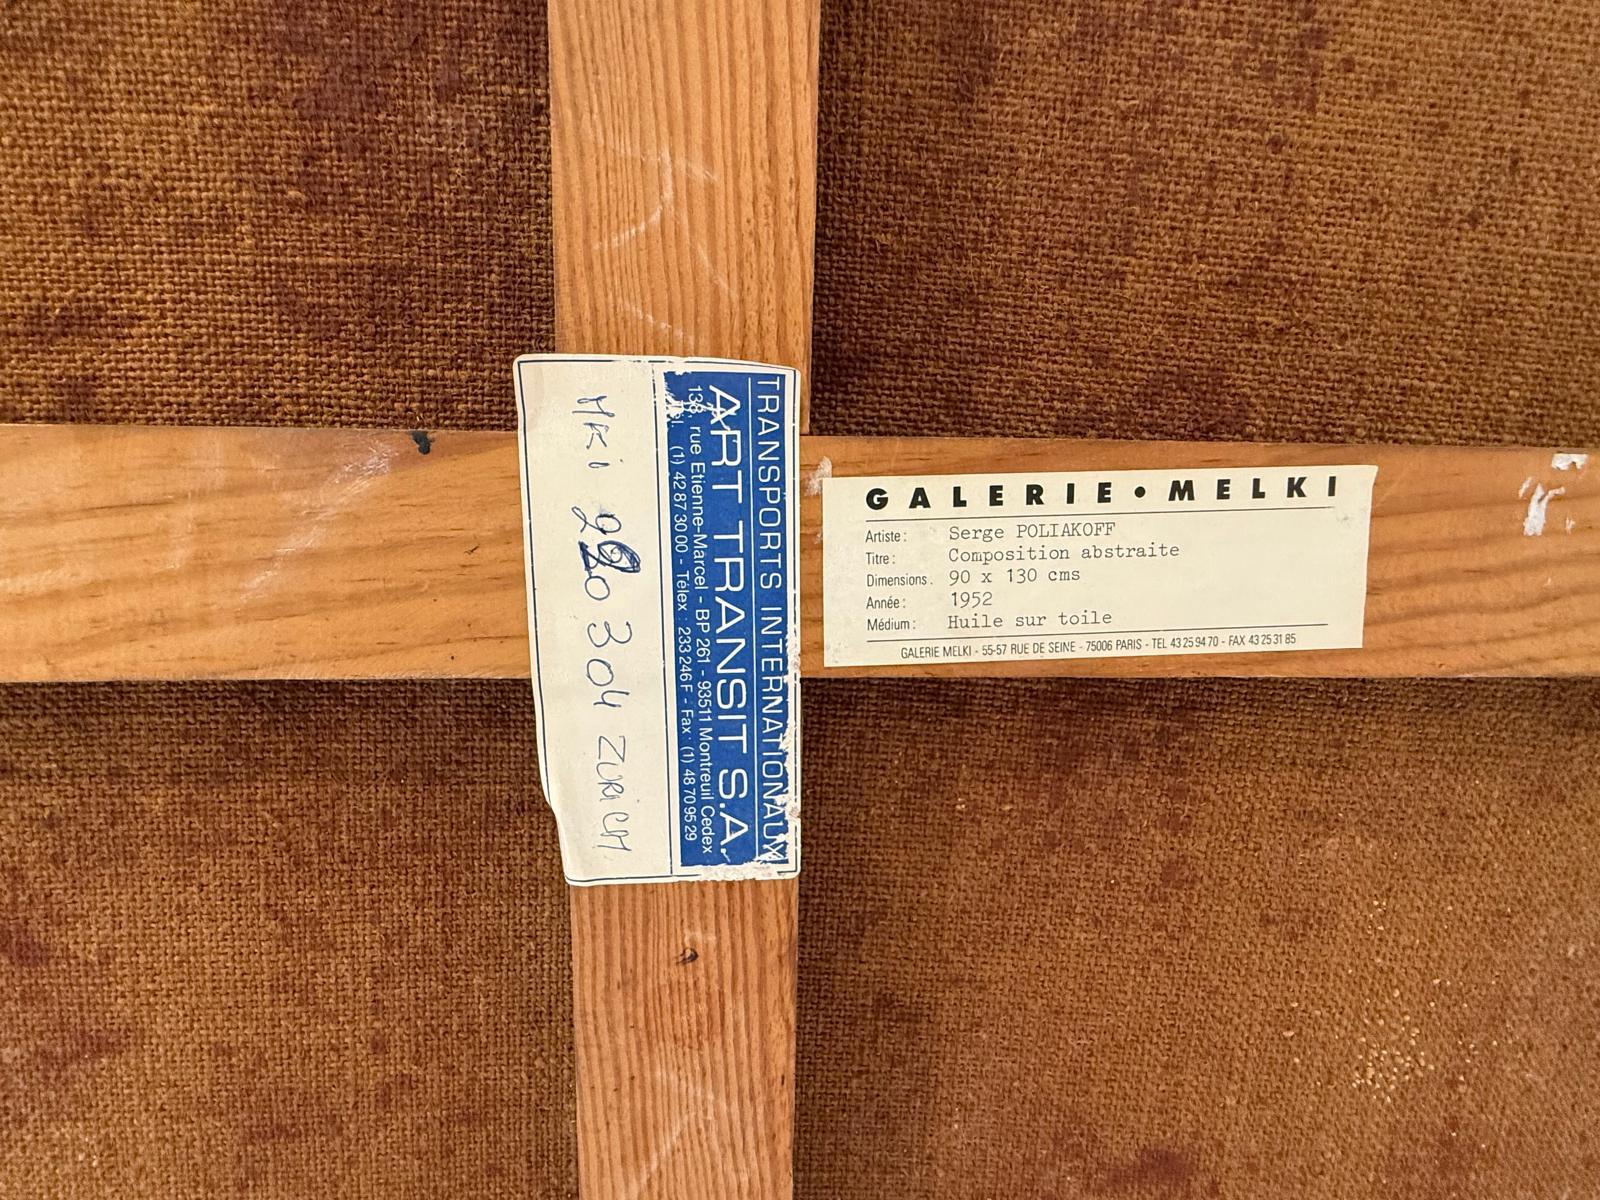 TRANSPORTS INTERNATIONAUX
ART TRANSIT S.A.
138, rue Etienne-Marcel - BP 261 - 93511 Montreuil Cedex
Tél. (1) 42 87 30 00 - Télex : 233 246 F - Fax : (1) 48 70 95 29
MKi 280 304 ZURICH
GALERIE • MELKI
Artiste : Serge POLIAKOFF
Titre : Composition abstraite
Dimensions . 90 x 130 cms
Année : 1952
Médium : Huile sur toile
GALERIE MELKI - 55-57 RUE DE SEINE - 75006 PARIS - TEL 43 25 94 70 - FAX 43 25 31 85